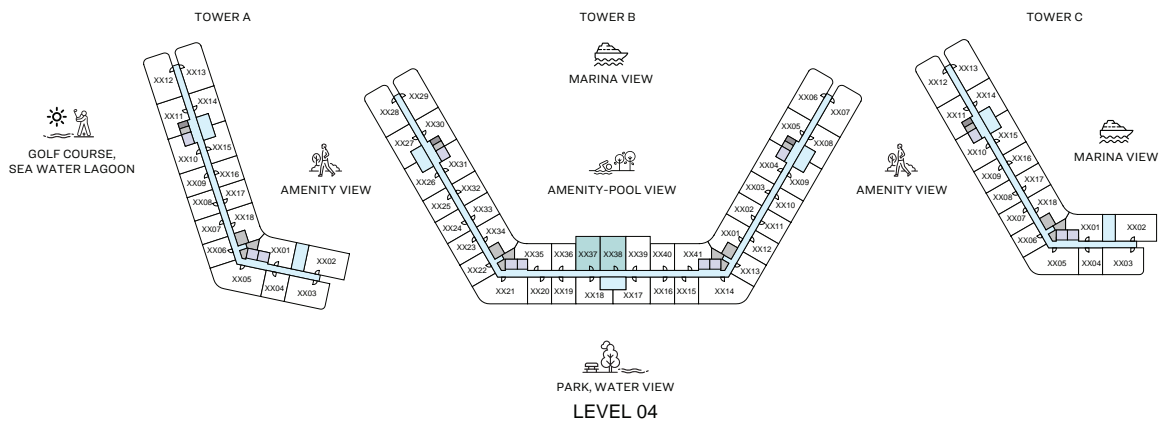 TOWER A
TOWER B
TOWER C
MARINA VIEW
GOLF COURSE,
SEA WATER LAGOON
AMENITY VIEW
AMENITY-POOL VIEW
AMENITY VIEW
MARINA VIEW
XX12
XX13
XX11
XX14
XX10
XX15
XX09
XX16
XX08
XX17
XX07
XX18
XX06
XX01
XX02
XX05
XX04
XX03
XX28
XX29
XX27
XX30
XX26
XX31
XX25
XX32
XX24
XX33
XX23
XX34
XX22
XX35
XX36
XX37
XX38
XX39
XX40
XX41
XX21
XX20
XX19
XX18
XX17
XX16
XX15
XX14
XX06
XX07
XX05
XX08
XX04
XX09
XX03
XX10
XX02
XX11
XX01
XX12
XX13
XX12
XX13
XX11
XX14
XX10
XX15
XX09
XX16
XX08
XX17
XX07
XX18
XX06
XX01
XX02
XX05
XX04
XX03
PARK, WATER VIEW
LEVEL 04